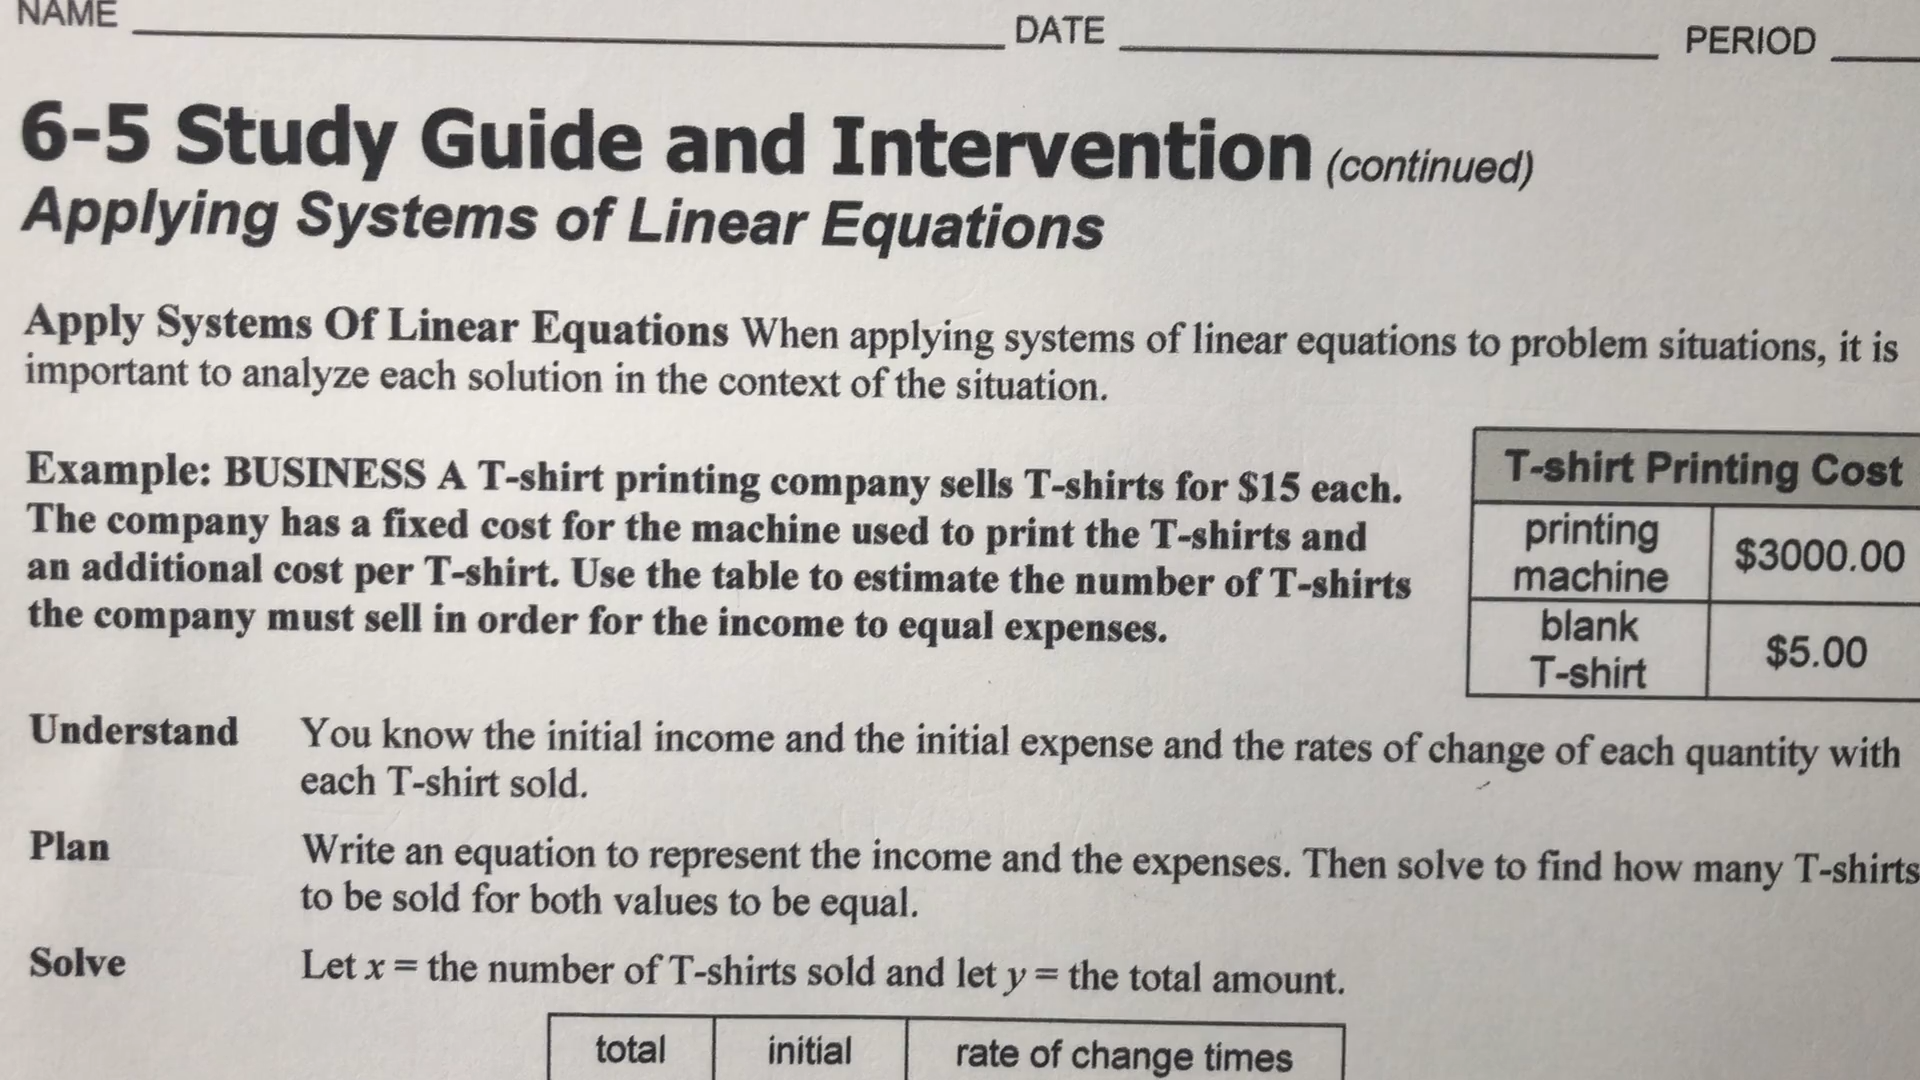 NAME DATE PERIOD
6-5 Study Guide and Intervention (continued)
Applying Systems of Linear Equations
Apply Systems Of Linear Equations When applying systems of linear equations to problem situations, it is
important to analyze each solution in the context of the situation.
Example: BUSINESS A T-shirt printing company sells T-shirts for $15 each.
The company has a fixed cost for the machine used to print the T-shirts and
an additional cost per T-shirt. Use the table to estimate the number of T-shirts
the company must sell in order for the income to equal expenses.
T-shirt Printing Cost
printing
machine
$3000.00
blank
T-shirt
$5.00
Understand You know the initial income and the initial expense and the rates of change of each quantity with
each T-shirt sold.
Plan Write an equation to represent the income and the expenses. Then solve to find how many T-shirts
to be sold for both values to be equal.
Solve Let x = the number of T-shirts sold and let y = the total amount.
total initial rate of change times